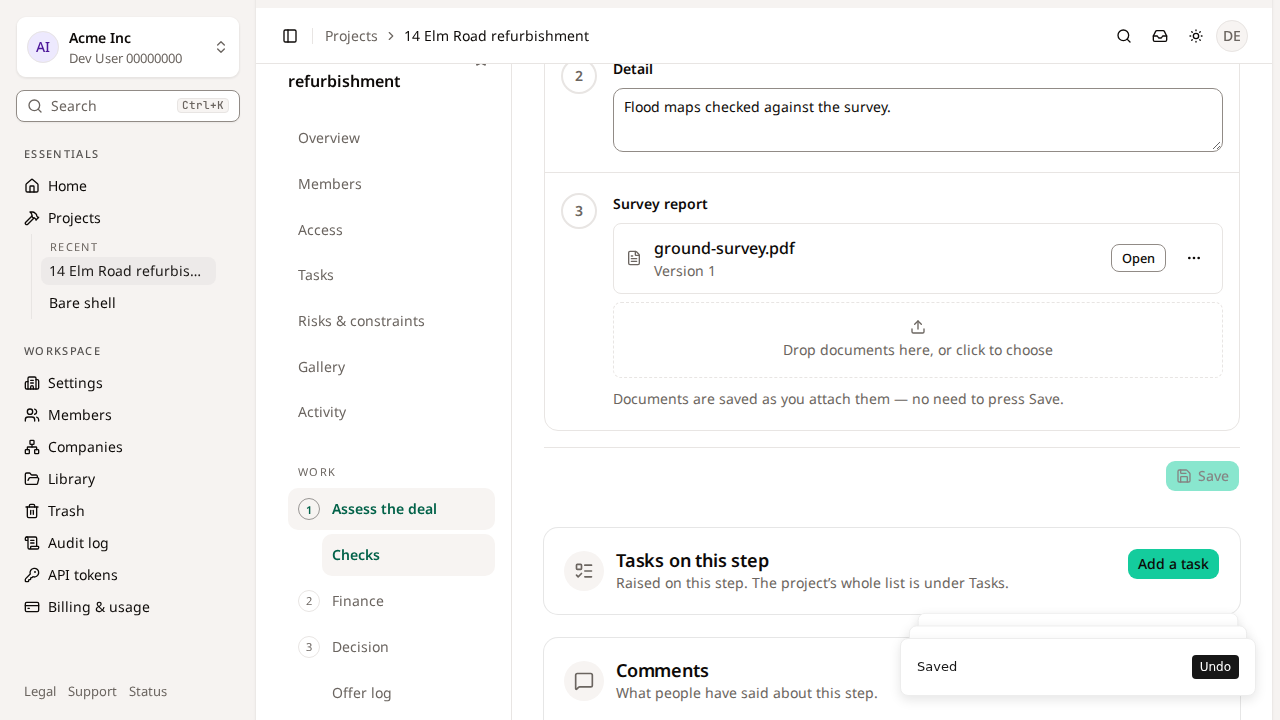 AI
Acme Inc
Dev User 00000000
Search
Ctrl+K
ESSENTIALS
Home
Projects
RECENT
14 Elm Road refurbis...
Bare shell
WORKSPACE
Settings
Members
Companies
Library
Trash
Audit log
API tokens
Billing & usage
Legal Support Status
Projects > 14 Elm Road refurbishment
DE
refurbishment
Overview
Members
Access
Tasks
Risks & constraints
Gallery
Activity
WORK
1 Assess the deal
Checks
2 Finance
3 Decision
Offer log
2 Detail
Flood maps checked against the survey.
3 Survey report
ground-survey.pdf
Version 1
Open
Drop documents here, or click to choose
Documents are saved as you attach them — no need to press Save.
Save
Tasks on this step
Raised on this step. The project’s whole list is under Tasks.
Add a task
Comments
What people have said about this step.
Saved
Undo